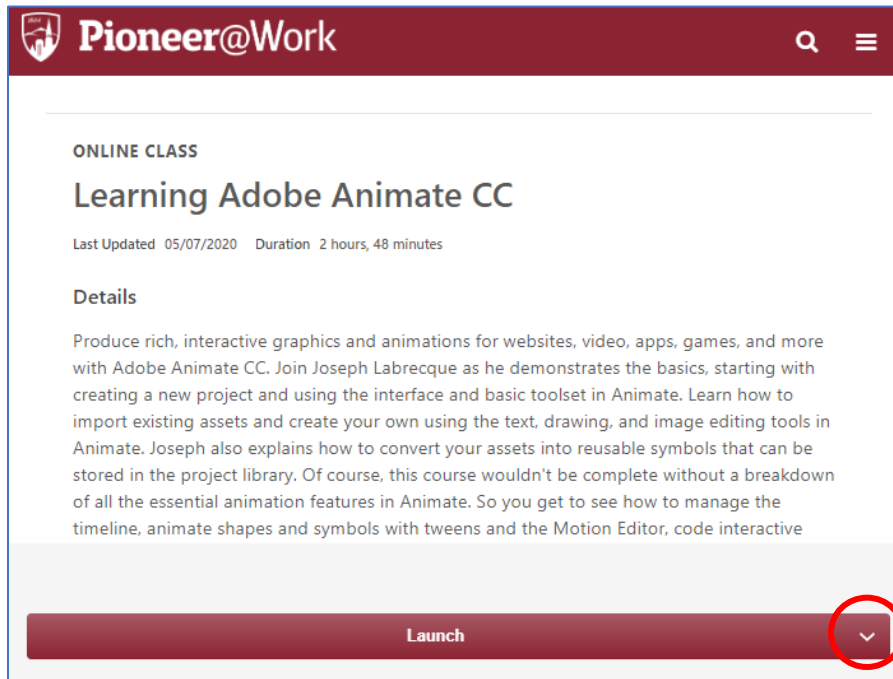 Pioneer@Work
ONLINE CLASS
Learning Adobe Animate CC
Last Updated 05/07/2020 Duration 2 hours, 48 minutes
Details
Produce rich, interactive graphics and animations for websites, video, apps, games, and more
with Adobe Animate CC. Join Joseph Labrecque as he demonstrates the basics, starting with
creating a new project and using the interface and basic toolset in Animate. Learn how to
import existing assets and create your own using the text, drawing, and image editing tools in
Animate. Joseph also explains how to convert your assets into reusable symbols that can be
stored in the project library. Of course, this course wouldn't be complete without a breakdown
of all the essential animation features in Animate. So you get to see how to manage the
timeline, animate shapes and symbols with tweens and the Motion Editor, code interactive
Launch